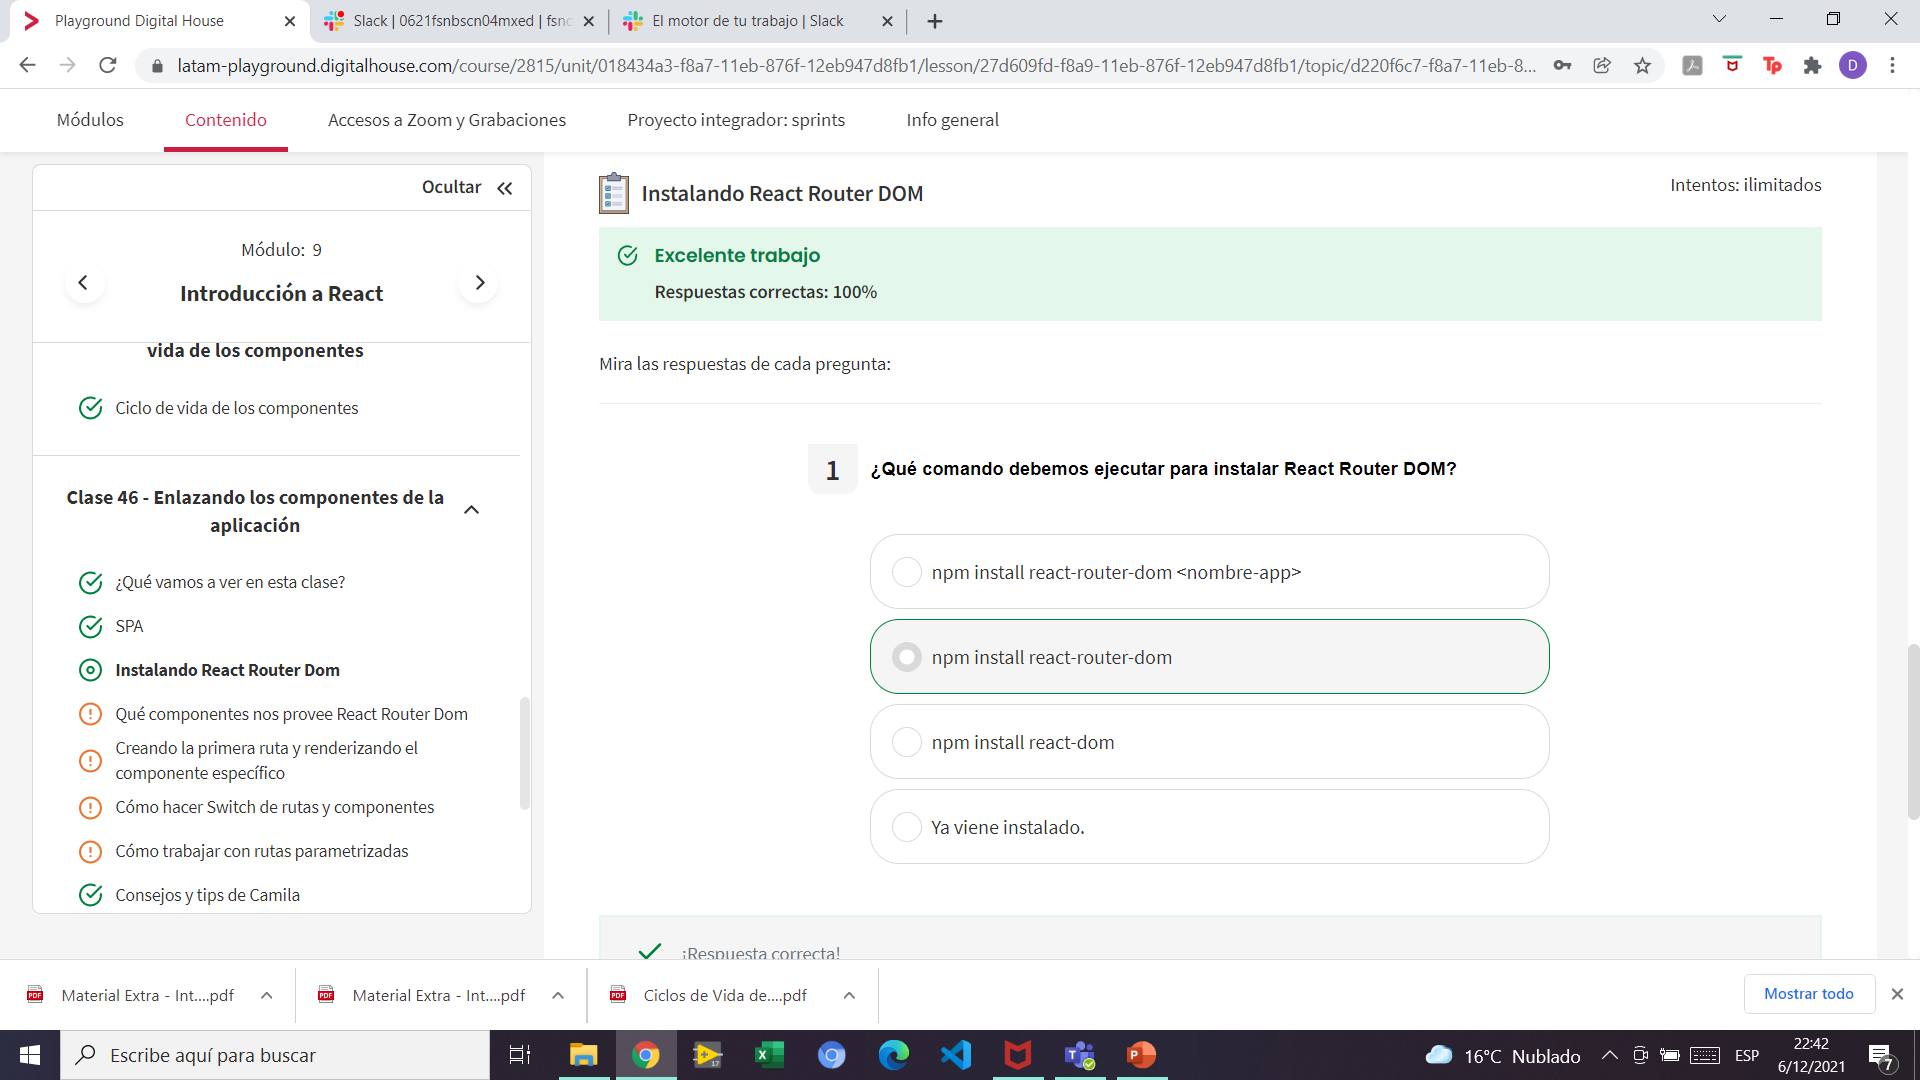 Playground Digital House
Slack | 0621fsnbscn04mxed | fsnc
El motor de tu trabajo | Slack
latam-playground.digitalhouse.com/course/2815/unit/018434a3-f8a7-11eb-876f-12eb947d8fb1/lesson/27d609fd-f8a9-11eb-876f-12eb947d8fb1/topic/d220f6c7-f8a7-11eb-8...
D
Módulos
Contenido
Accesos a Zoom y Grabaciones
Proyecto integrador: sprints
Info general
Ocultar
Módulo: 9
Introducción a React
vida de los componentes
Ciclo de vida de los componentes
Clase 46 - Enlazando los componentes de la
aplicación
¿Qué vamos a ver en esta clase?
SPA
Instalando React Router Dom
Qué componentes nos provee React Router Dom
Creando la primera ruta y renderizando el
componente específico
Cómo hacer Switch de rutas y componentes
Cómo trabajar con rutas parametrizadas
Consejos y tips de Camila
Instalando React Router DOM
Intentos: ilimitados
Excelente trabajo
Respuestas correctas: 100%
Mira las respuestas de cada pregunta:
1
¿Qué comando debemos ejecutar para instalar React Router DOM?
npm install react-router-dom <nombre-app>
npm install react-router-dom
npm install react-dom
Ya viene instalado.
¡Respuesta correcta!
Material Extra - Int....pdf
Material Extra - Int....pdf
Ciclos de Vida de....pdf
Mostrar todo
Escribe aquí para buscar
16°C Nublado
ESP
22:42
6/12/2021
7